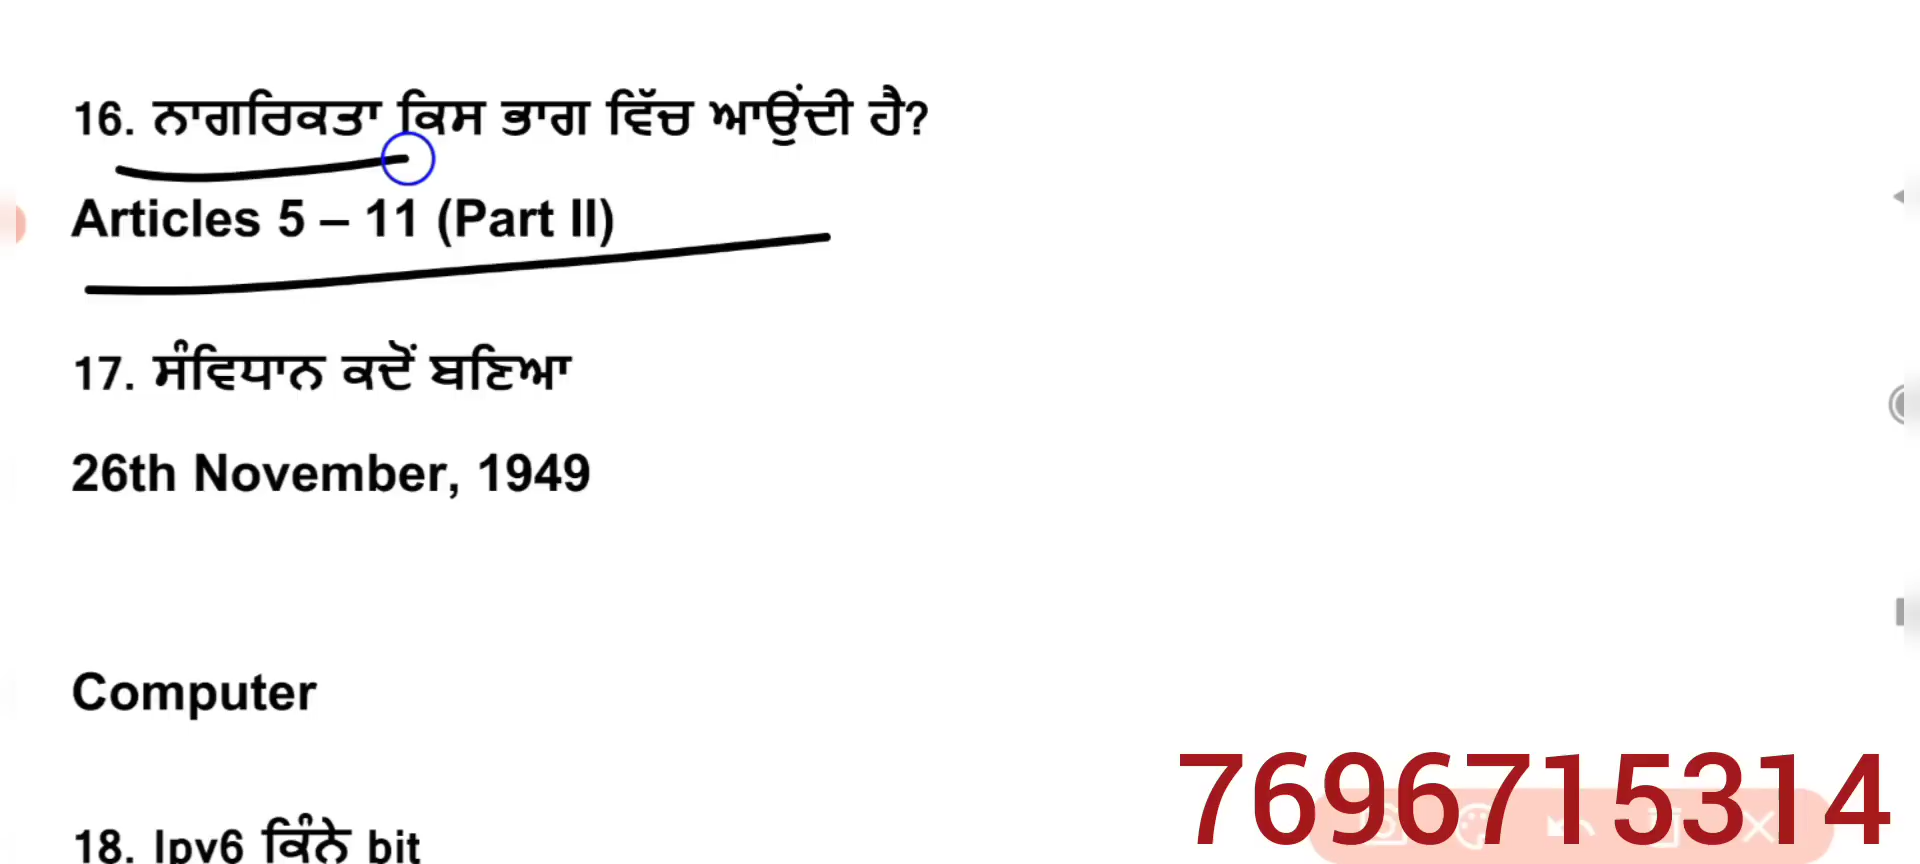 16. ਨਾਗਰਿਕਤਾ ਕਿਸ ਭਾਗ ਵਿੱਚ ਆਉਂਦੀ ਹੈ?
Articles 5 – 11 (Part II)
17. ਸੰਵਿਧਾਨ ਕਦੋਂ ਬਣਿਆ
26th November, 1949
Computer
7696715314
18. Ipv6 ਕਿੰਨੇ bit